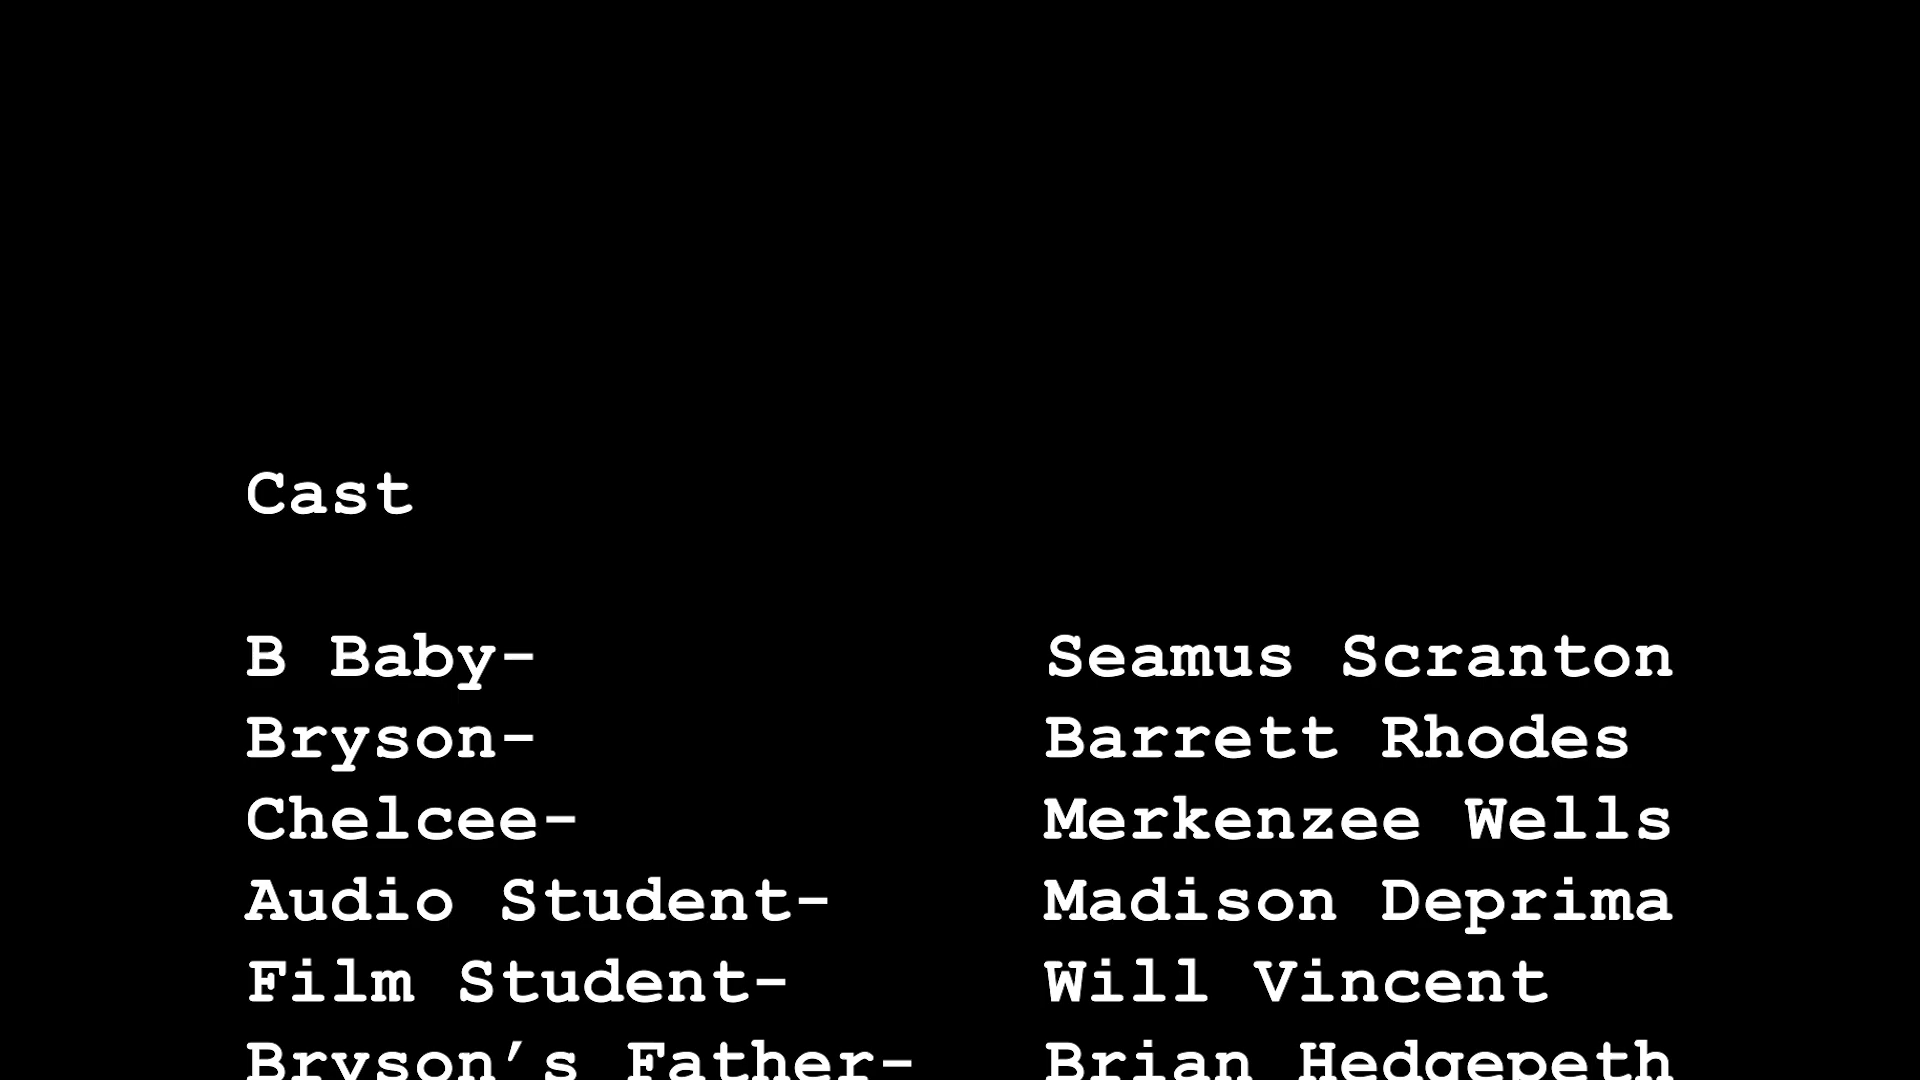 Cast
B Baby- Seamus Scranton
Bryson- Barrett Rhodes
Chelcee- Merkenzee Wells
Audio Student- Madison Deprima
Film Student- Will Vincent
Bryson’s Father- Brian Hedgepeth